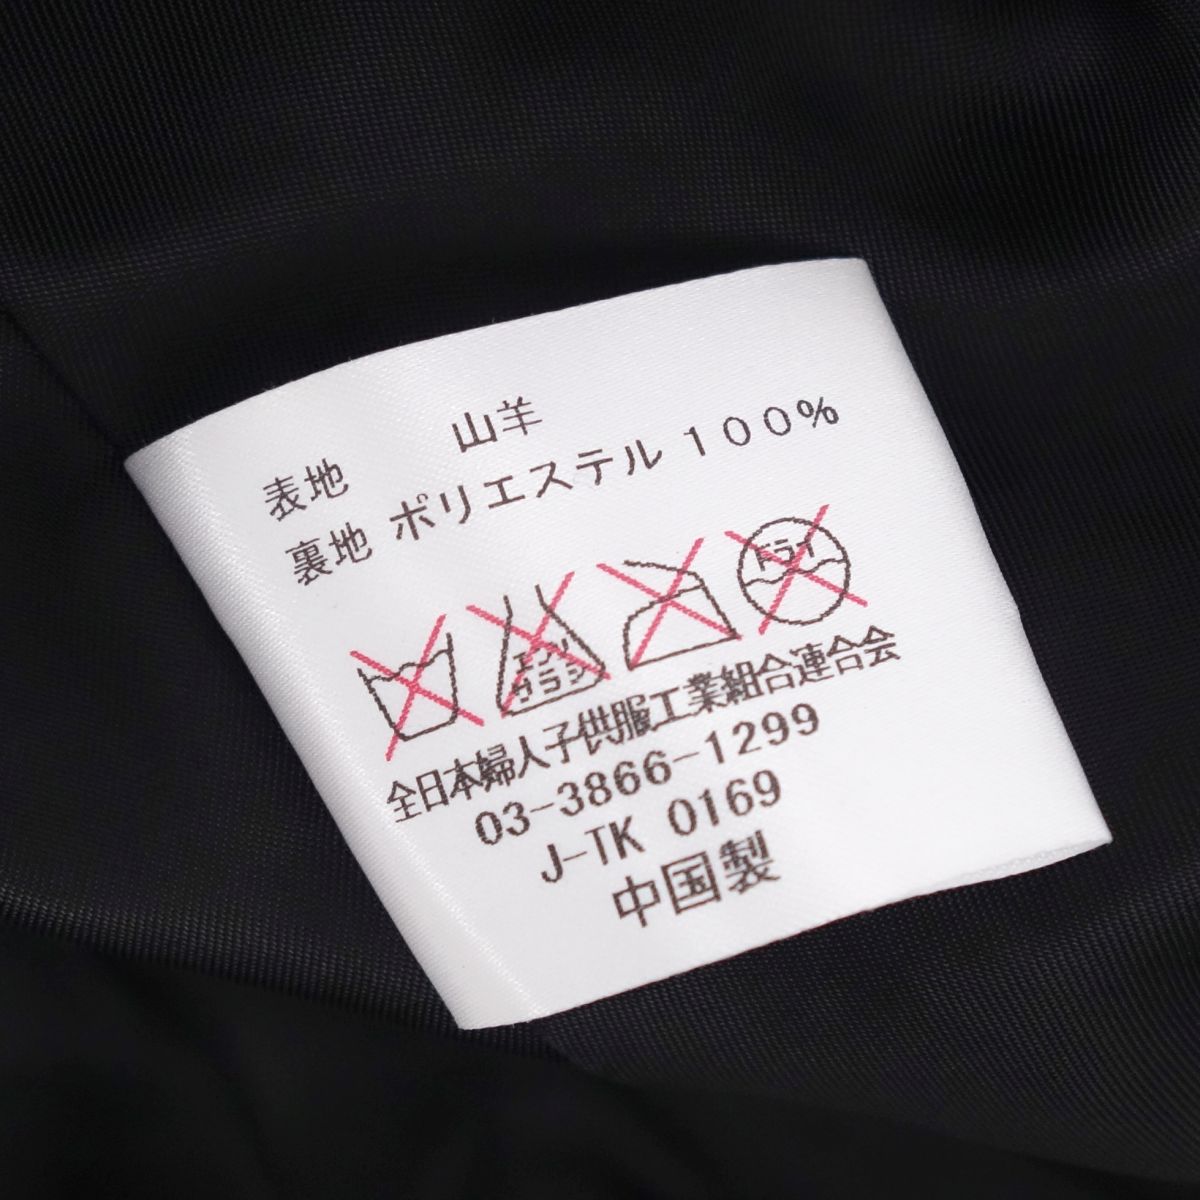 表地 山羊
裏地 ポリエステル 100%
エンソ
サラシ
ドライ
全日本婦人子供服工業組合連合会
03-3866-1299
J-TK 0169
中国製